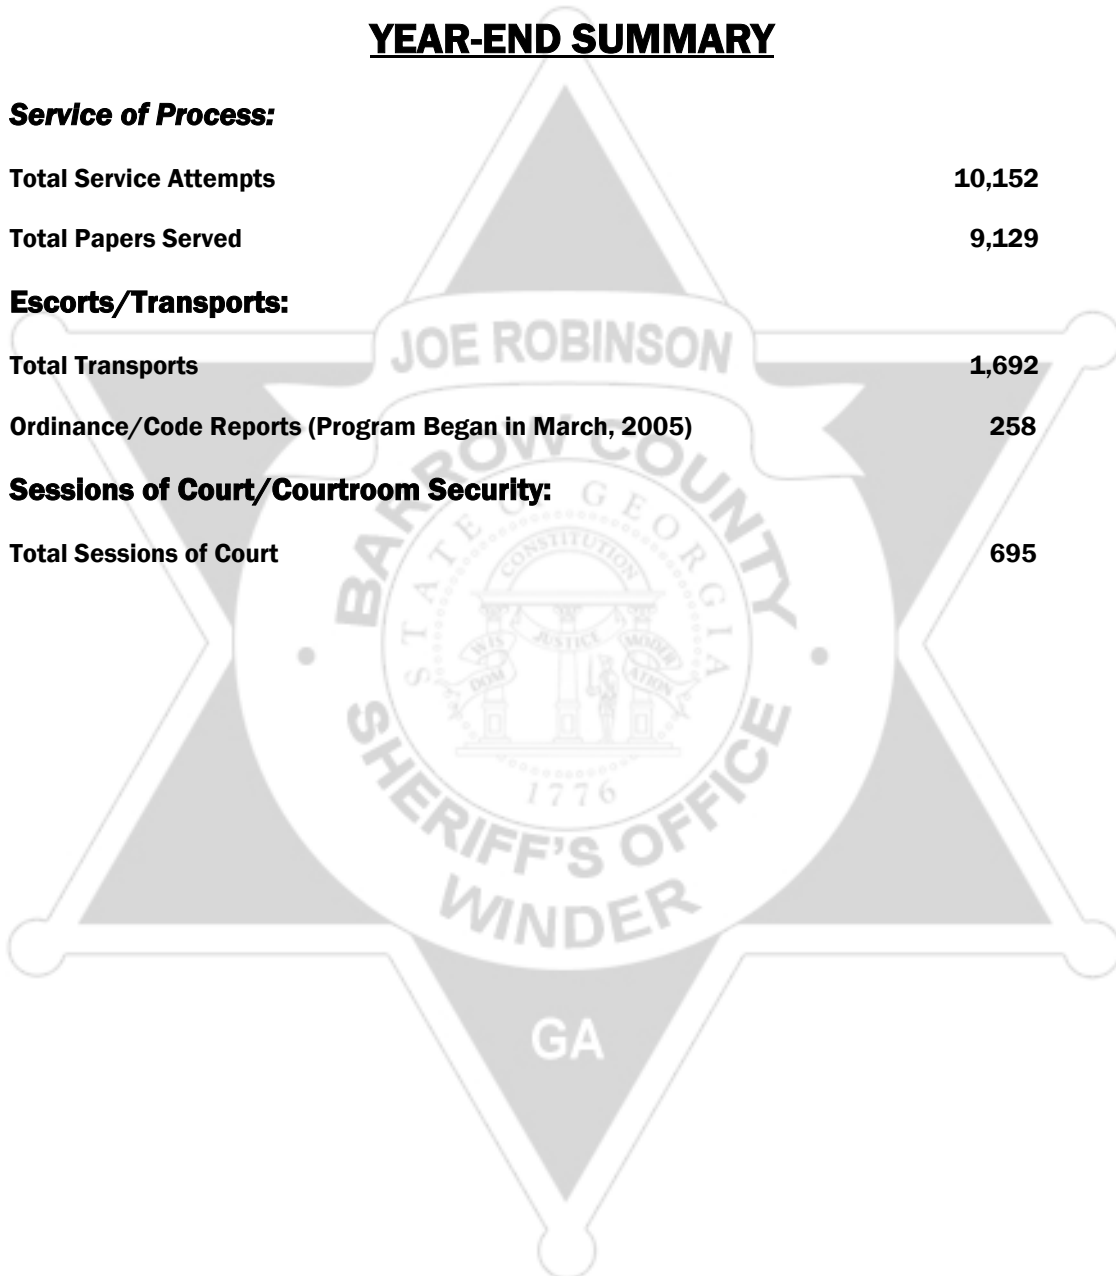 YEAR-END SUMMARY
Service of Process:
Total Service Attempts 10,152
Total Papers Served 9,129
Escorts/Transports:
JOE ROBINSON
Total Transports 1,692
Ordinance/Code Reports (Program Began in March, 2005) 258
BARROW COUNTY
Sessions of Court/Courtroom Security:
STATE OF GEORGIA
Total Sessions of Court 695
CONSTITUTION
WISDOM
JUSTICE
MODERATION
1776
SHERIFF'S OFFICE
WINDER
GA